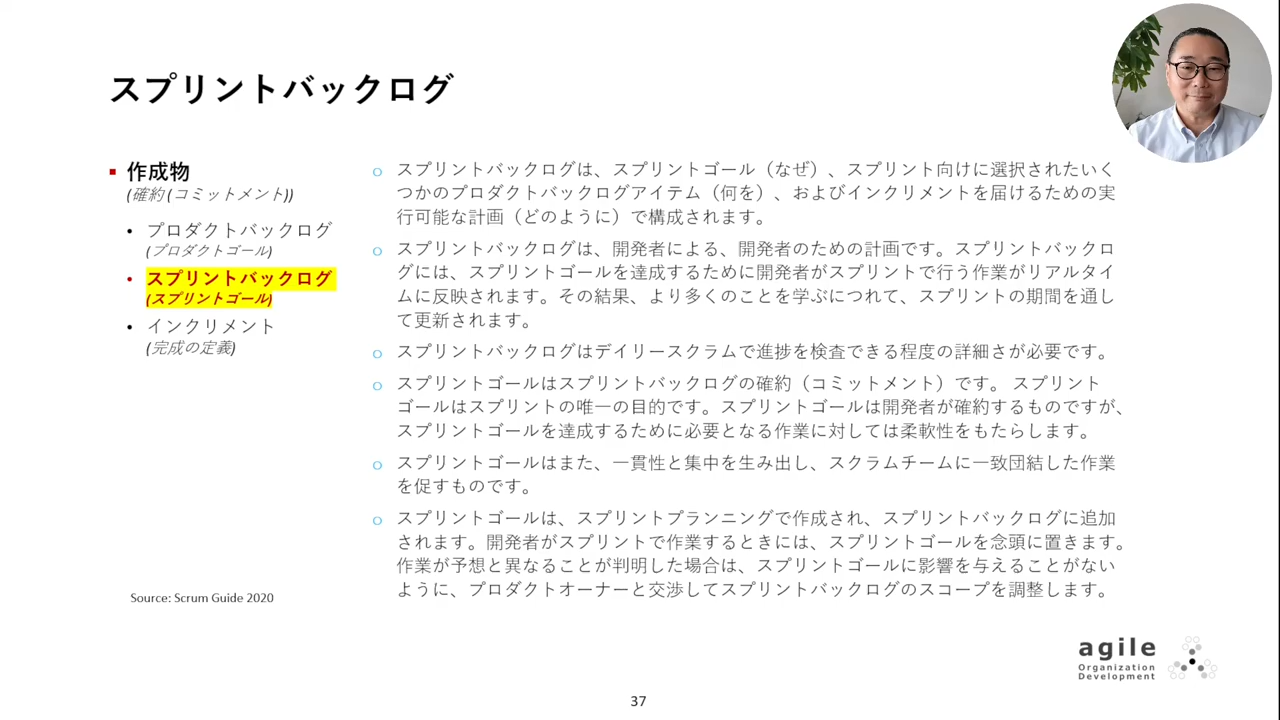 スプリントバックログ
作成物
(確約(コミットメント))
プロダクトバックログ
(プロダクトゴール)
スプリントバックログ
(スプリントゴール)
インクリメント
(完成の定義)
スプリントバックログは、スプリントゴール（なぜ）、スプリント向けに選択されたいく
つかのプロダクトバックログアイテム（何を）、およびインクリメントを届けるための実
行可能な計画（どのように）で構成されます。
スプリントバックログは、開発者による、開発者のための計画です。スプリントバックロ
グには、スプリントゴールを達成するために開発者がスプリントで行う作業がリアルタイ
ムに反映されます。その結果、より多くのことを学ぶにつれて、スプリントの期間を通し
て更新されます。
スプリントバックログはデイリースクラムで進捗を検査できる程度の詳細さが必要です。
スプリントゴールはスプリントバックログの確約（コミットメント）です。 スプリント
ゴールはスプリントの唯一の目的です。スプリントゴールは開発者が確約するものですが、
スプリントゴールを達成するために必要となる作業に対しては柔軟性をもたらします。
スプリントゴールはまた、一貫性と集中を生み出し、スクラムチームに一致団結した作業
を促すものです。
スプリントゴールは、スプリントプランニングで作成され、スプリントバックログに追加
されます。開発者がスプリントで作業するときには、スプリントゴールを念頭に置きます。
作業が予想と異なることが判明した場合は、スプリントゴールに影響を与えることがない
ように、プロダクトオーナーと交渉してスプリントバックログのスコープを調整します。
Source: Scrum Guide 2020
agile
Organization
Development
37